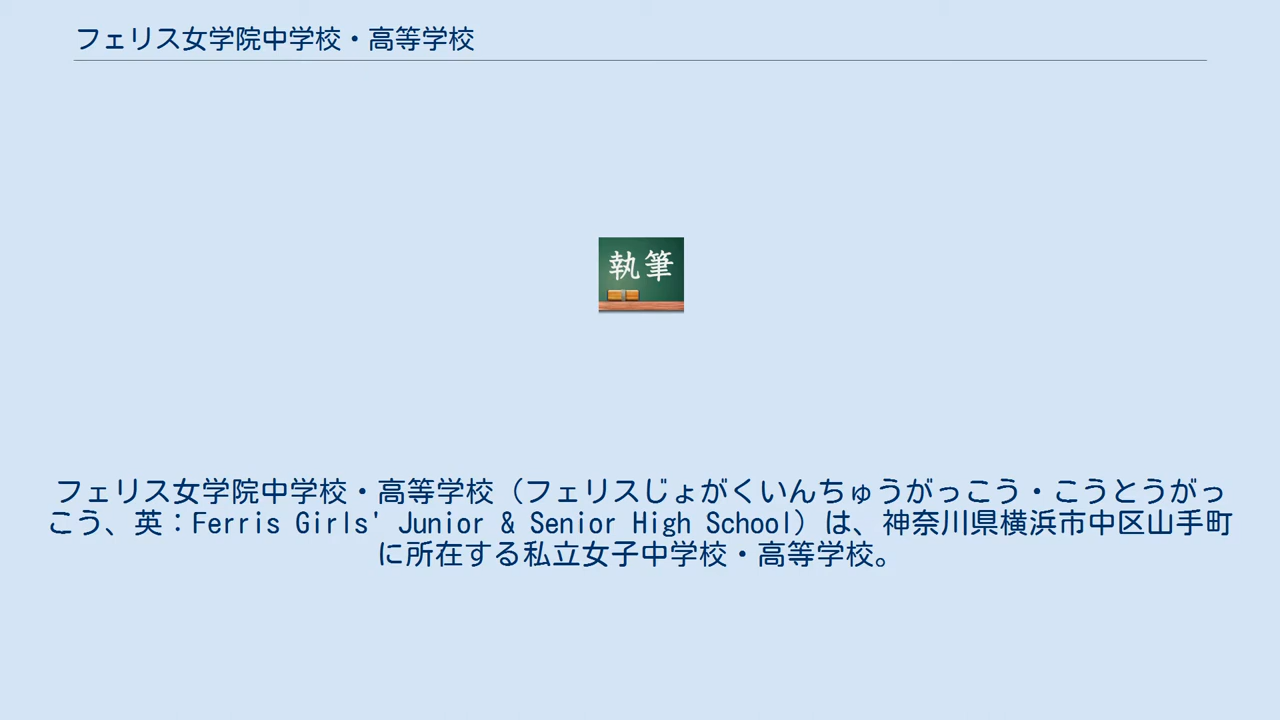 フェリス女学院中学校・高等学校
執筆
フェリス女学院中学校・高等学校（フェリスじょがくいんちゅうがっこう・こうとうがっ
こう、英：Ferris Girls' Junior & Senior High School）は、神奈川県横浜市中区山手町
に所在する私立女子中学校・高等学校。